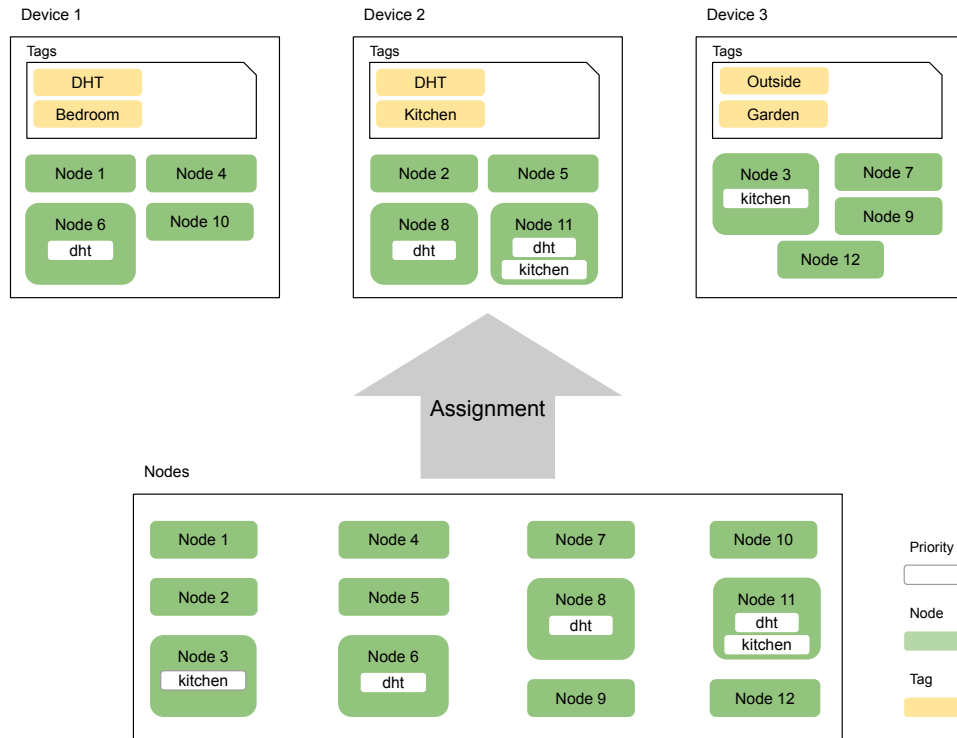 Device 1
Device 2
Device 3
Tags
DHT
Bedroom
Node 1
Node 4
Node 6
dht
Node 10
Tags
DHT
Kitchen
Node 2
Node 5
Node 8
dht
Node 11
dht
kitchen
Tags
Outside
Garden
Node 3
kitchen
Node 7
Node 9
Node 12
Assignment
Nodes
Node 1
Node 4
Node 7
Node 10
Node 2
Node 5
Node 8
dht
Node 11
dht
kitchen
Node 3
kitchen
Node 6
dht
Node 9
Node 12
Priority
Node
Tag